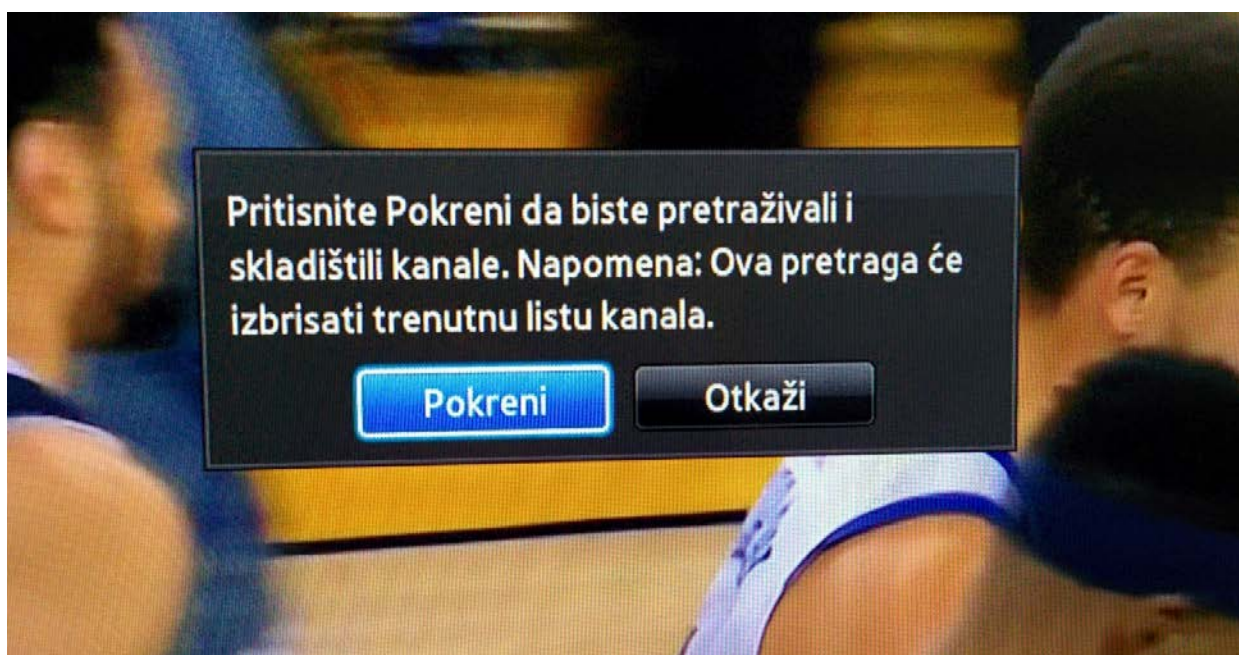 Pritisnite Pokreni da biste pretraživali i
skladištili kanale. Napomena: Ova pretraga će
izbrisati trenutnu listu kanala.
Pokreni
Otkaži